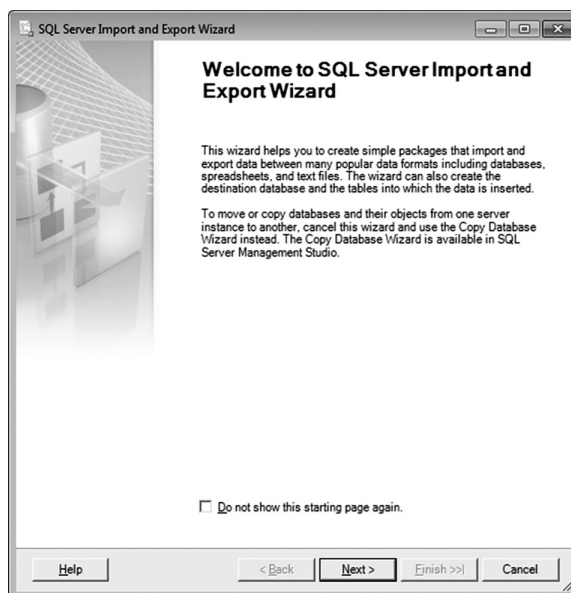 SQL Server Import and Export Wizard
Welcome to SQL Server Import and
Export Wizard
This wizard helps you to create simple packages that import and
export data between many popular data formats including databases,
spreadsheets, and text files. The wizard can also create the
destination database and the tables into which the data is inserted.
To move or copy databases and their objects from one server
instance to another, cancel this wizard and use the Copy Database
Wizard instead. The Copy Database Wizard is available in SQL
Server Management Studio.
Do not show this starting page again.
Help
< Back
Next >
Finish >>|
Cancel